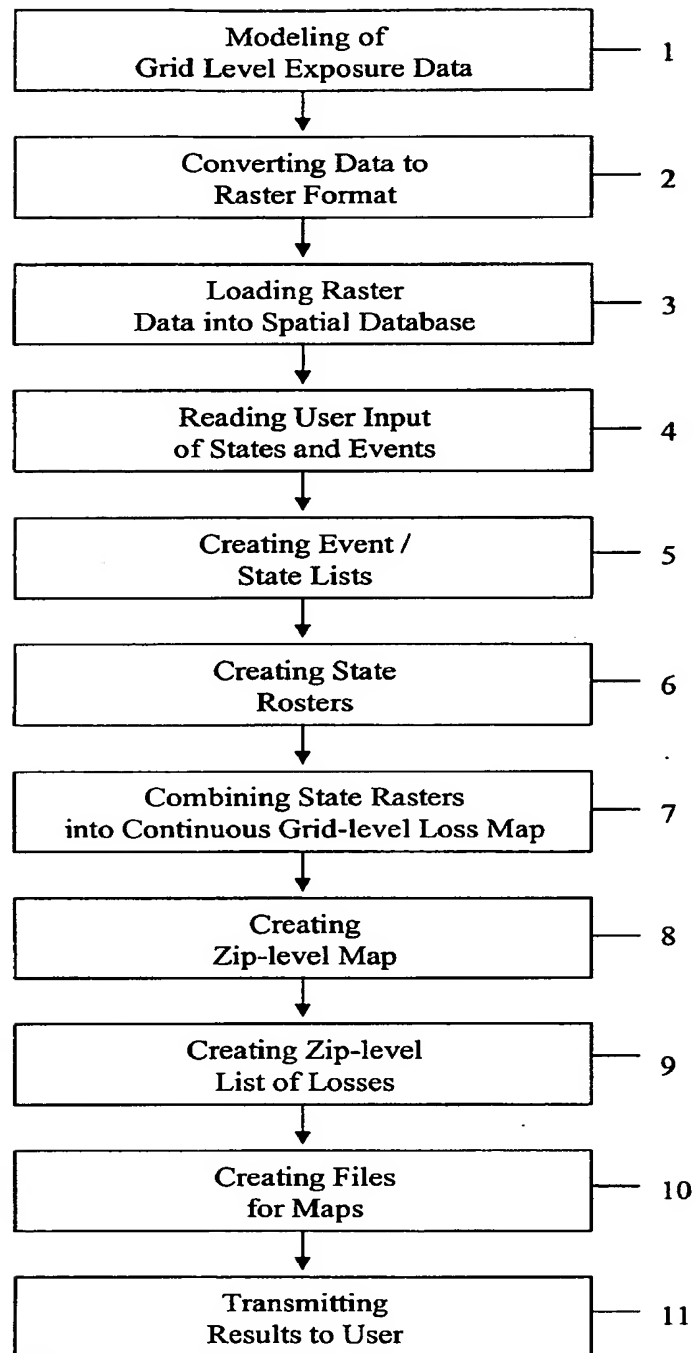 Modeling of
Grid Level Exposure Data
1
Converting Data to
Raster Format
2
Loading Raster
Data into Spatial Database
3
Reading User Input
of States and Events
4
Creating Event /
State Lists
5
Creating State
Rosters
6
Combining State Rasters
into Continuous Grid-level Loss Map
7
Creating
Zip-level Map
8
Creating Zip-level
List of Losses
9
Creating Files
for Maps
10
Transmitting
Results to User
11